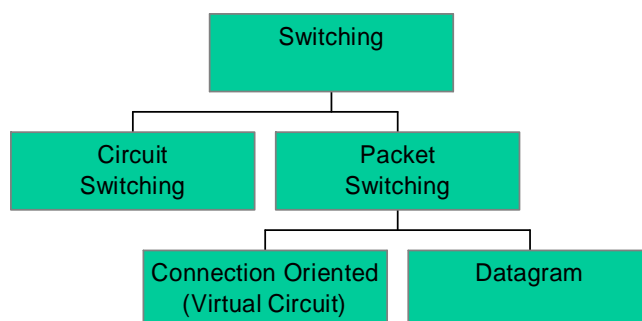 Switching
Circuit
Switching
Packet
Switching
Connection Oriented
(Virtual Circuit)
Datagram